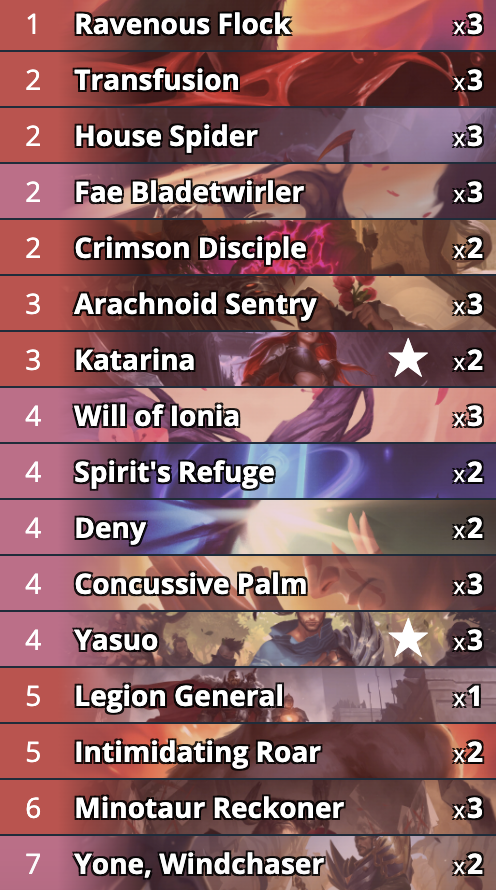 1 Ravenous Flock x3
2 Transfusion x3
2 House Spider x3
2 Fae Bladetwirler x3
2 Crimson Disciple x2
3 Arachnoid Sentry x3
3 Katarina x2
4 Will of Ionia x3
4 Spirit's Refuge x2
4 Deny x2
4 Concussive Palm x3
4 Yasuo x3
5 Legion General x1
5 Intimidating Roar x2
6 Minotaur Reckoner x3
7 Yone, Windchaser x2